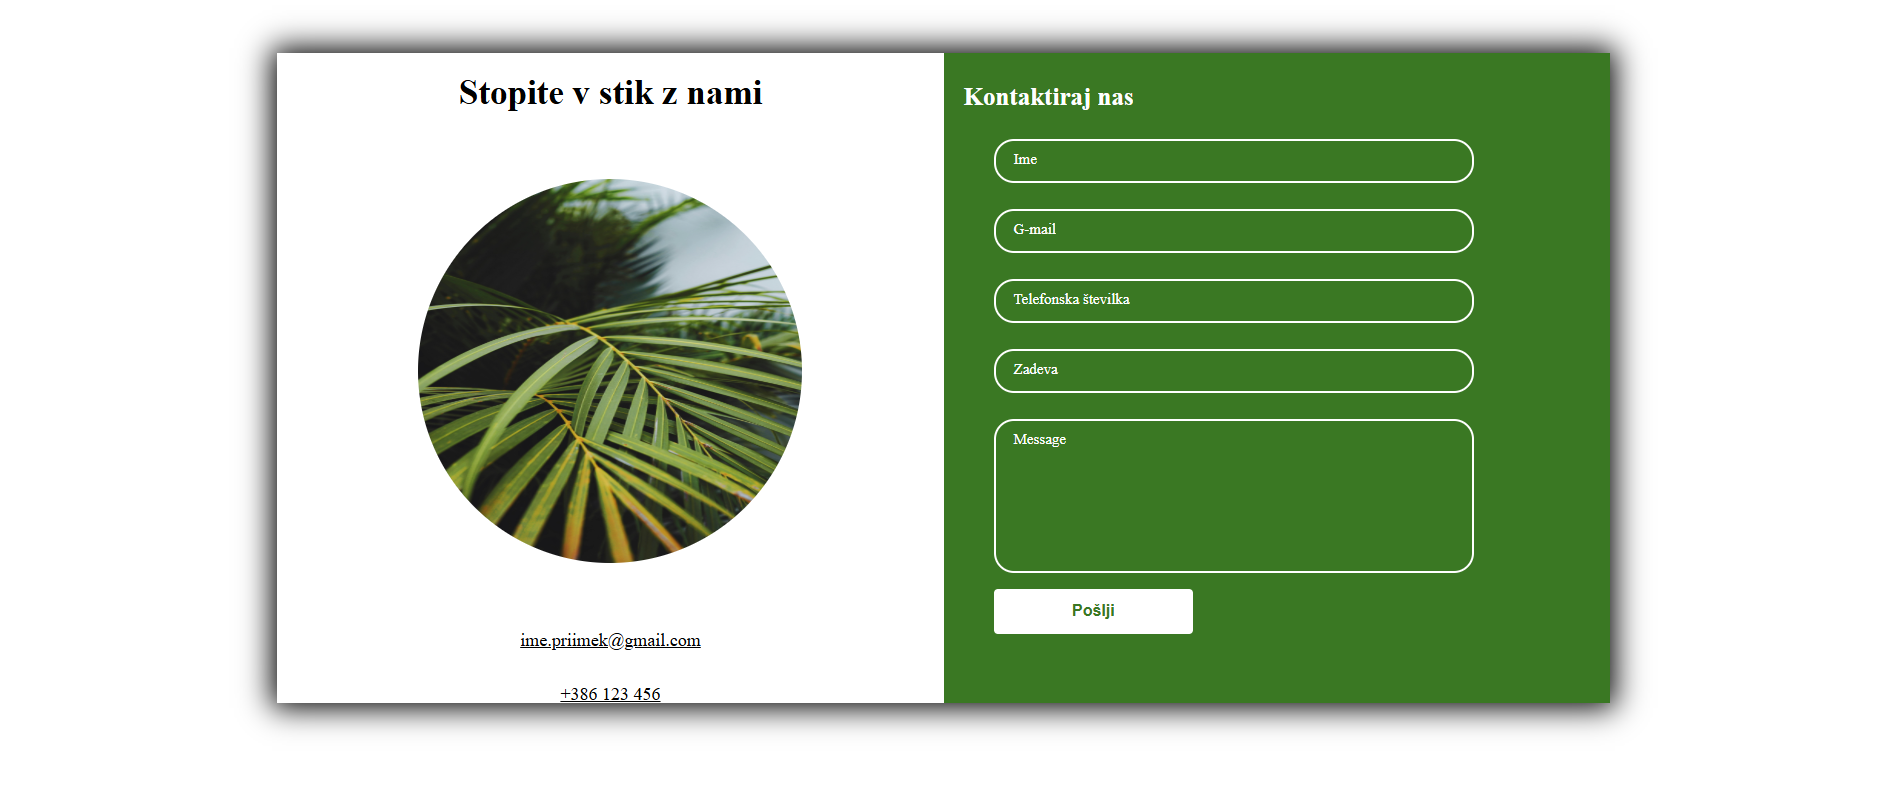 Stopite v stik z nami
ime.priimek@gmail.com
+386 123 456
Kontaktiraj nas
Ime
G-mail
Telefonska številka
Zadeva
Message
Pošlji